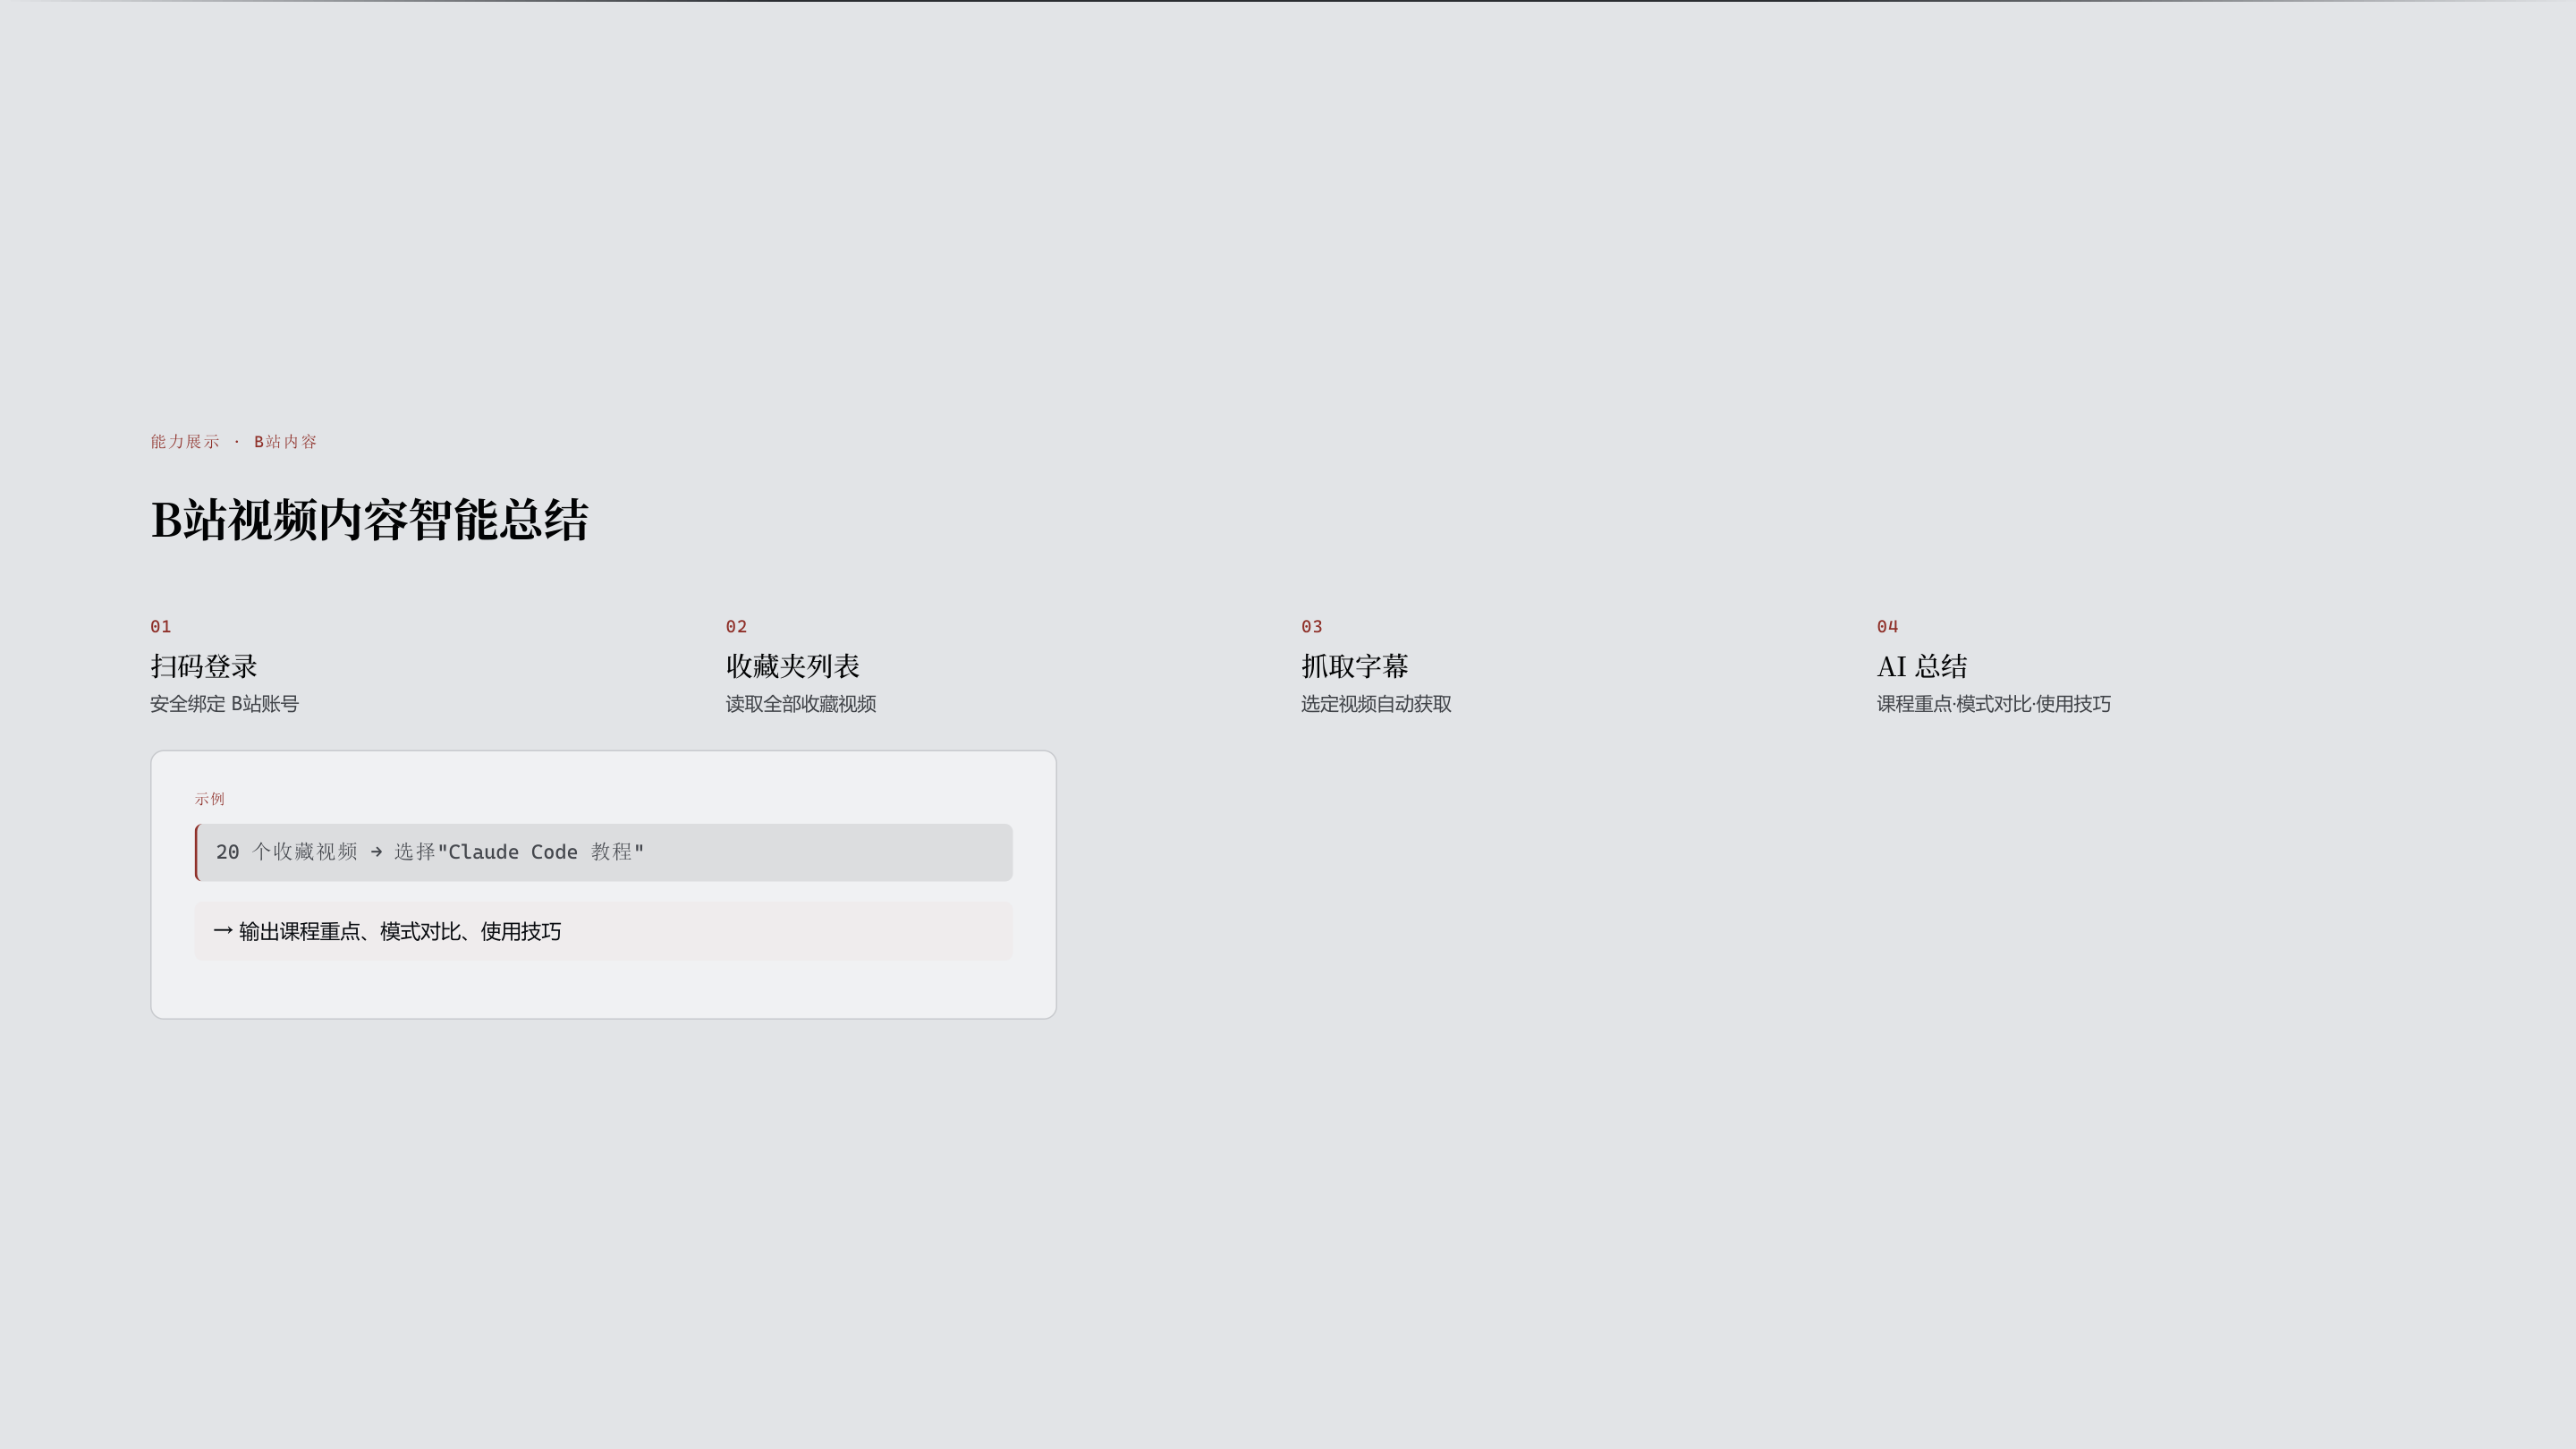 能力展示 · B站内容
B站视频内容智能总结
01
扫码登录
安全绑定 B站账号
02
收藏夹列表
读取全部收藏视频
03
抓取字幕
选定视频自动获取
04
AI 总结
课程重点·模式对比·使用技巧
示例
20 个收藏视频 → 选择"Claude Code 教程"
→ 输出课程重点、模式对比、使用技巧